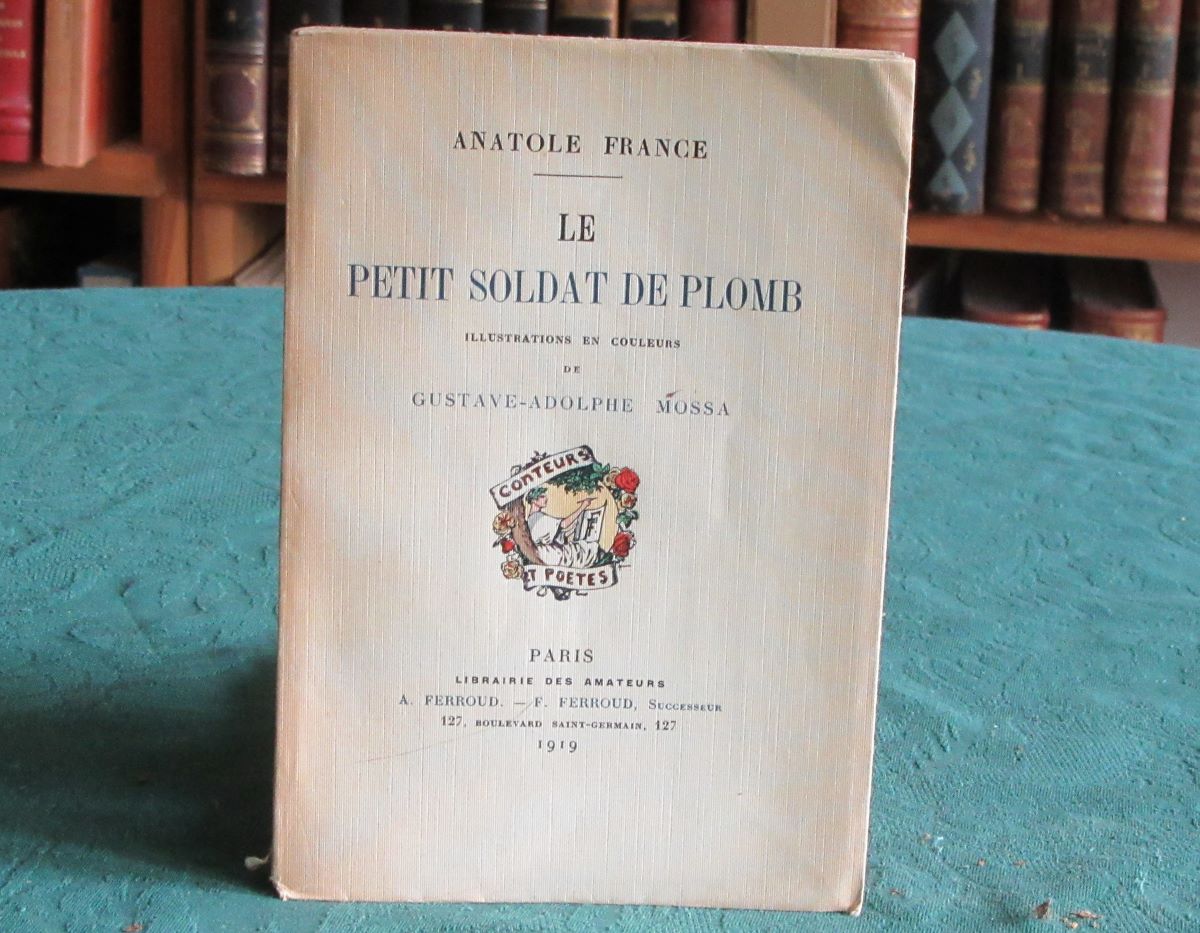 ANATOLE FRANCE
LE
PETIT SOLDAT DE PLOMB
ILLUSTRATIONS EN COULEURS
DE
GUSTAVE-ADOLPHE MOSSA
CONTEURS
F
ET POETES
PARIS
LIBRAIRIE DES AMATEURS
A. FERROUD. — F. FERROUD, SUCCESSEUR
127, BOULEVARD SAINT-GERMAIN, 127
1919